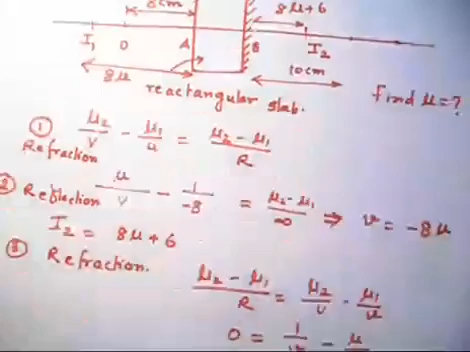 8cm 8μ+6
I₁ O A B I₂
8μ 10cm
reactangular slab. find μ=?
① μ₂/v - μ₁/u = μ₂-μ₁/R
Refraction
② Reflection μ/v - 1/-8 = μ₂-μ₁/∞ ⇒ v = -8μ
I₂ = 8μ+6
③ Refraction.
μ₂-μ₁/R = μ₂/v - μ₁/u
0 = 1/v - μ